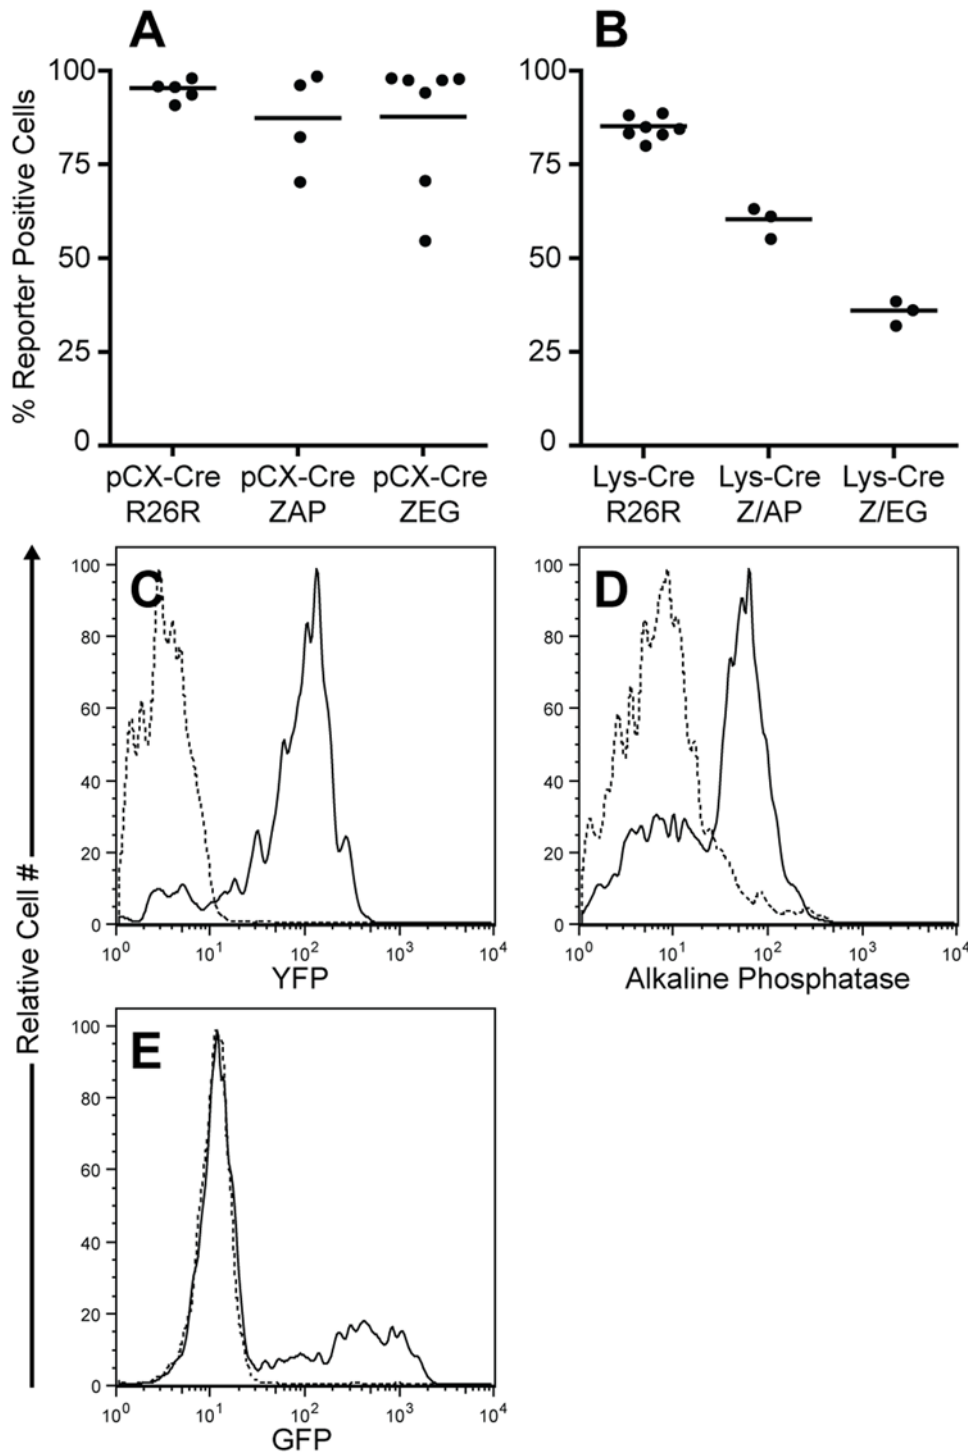 A
B
% Reporter Positive Cells
100
75
50
25
0
pCX-Cre pCX-Cre pCX-Cre
R26R ZAP ZEG
100
75
50
25
0
Lys-Cre Lys-Cre Lys-Cre
R26R Z/AP Z/EG
Relative Cell #
C
100
80
60
40
20
0
10^0 10^1 10^2 10^3 10^4
YFP
D
100
80
60
40
20
0
10^0 10^1 10^2 10^3 10^4
Alkaline Phosphatase
E
100
80
60
40
20
0
10^0 10^1 10^2 10^3 10^4
GFP